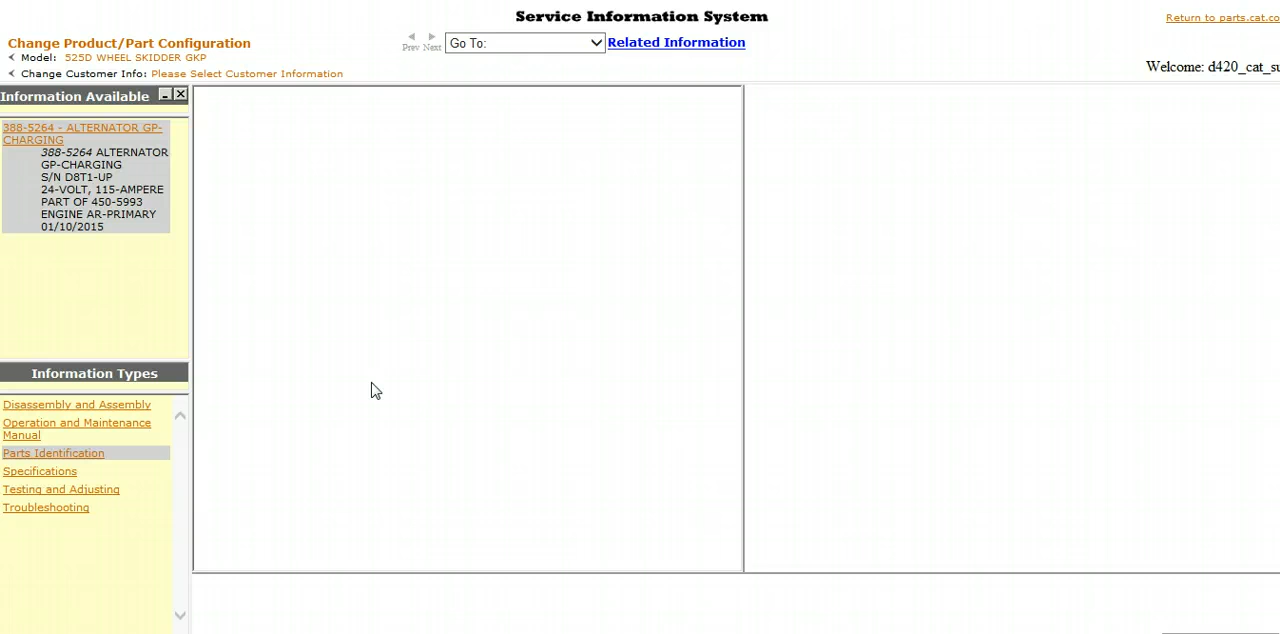 Service Information System
Return to parts.cat.co
Change Product/Part Configuration
Prev Next
Go To:
Related Information
Model: 525D WHEEL SKIDDER GKP
Welcome: d420_cat_su
Change Customer Info: Please Select Customer Information
Information Available
388-5264 - ALTERNATOR GP-
CHARGING
388-5264 ALTERNATOR
GP-CHARGING
S/N D8T1-UP
24-VOLT, 115-AMPERE
PART OF 450-5993
ENGINE AR-PRIMARY
01/10/2015
Information Types
Disassembly and Assembly
Operation and Maintenance
Manual
Parts Identification
Specifications
Testing and Adjusting
Troubleshooting